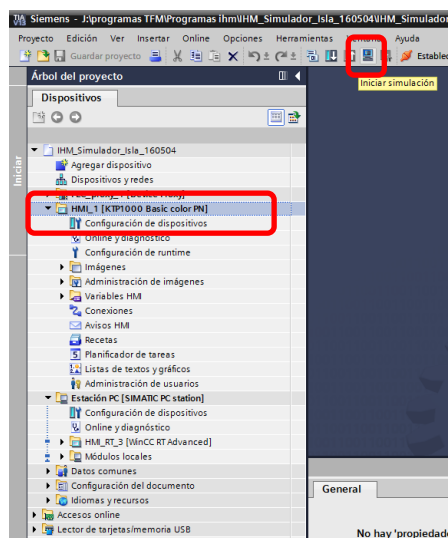 Siemens - J:\programas TFM\Programas ihm\IHM_Simulador_Isla_160504\IHM_Simulador
Proyecto Edición Ver Insertar Online Opciones Herramientas Ayuda
Guardar proyecto Establec
Iniciar simulación
Árbol del proyecto
Dispositivos
Iniciar
IHM_Simulador_Isla_160504
Agregar dispositivo
Dispositivos y redes
HMI_1 [KTP1000 Basic color PN]
Configuración de dispositivos
Online y diagnóstico
Configuración de runtime
Imágenes
Administración de imágenes
Variables HMI
Conexiones
Avisos HMI
Recetas
Planificador de tareas
Listas de textos y gráficos
Administración de usuarios
Estación PC [SIMATIC PC station]
Configuración de dispositivos
Online y diagnóstico
HMI_RT_3 [WinCC RT Advanced]
Módulos locales
Datos comunes
Configuración del documento
Idiomas y recursos
Accesos online
Lector de tarjetas/memoria USB
General
No hay 'propiedad